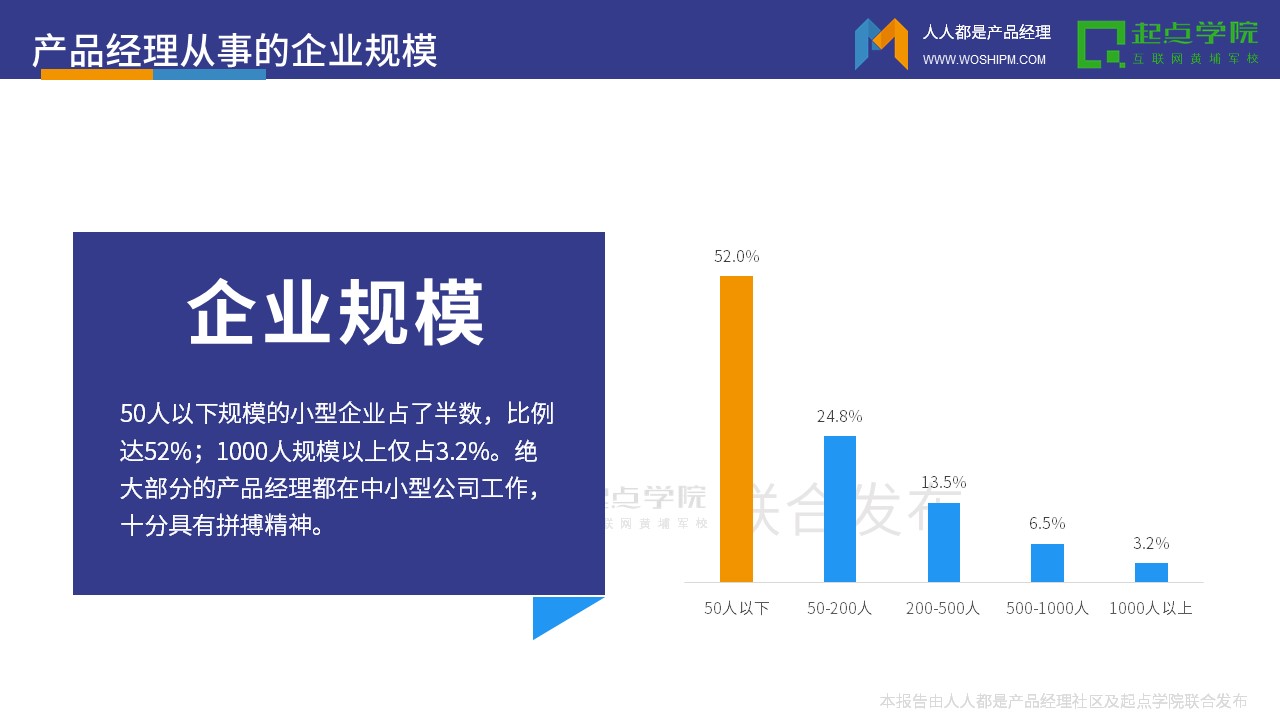 产品经理从事的企业规模
人人都是产品经理
WWW.WOSHIPM.COM
起点学院
互联网黄埔军校
企业规模
50人以下规模的小型企业占了半数，比例
达52%；1000人规模以上仅占3.2%。绝
大部分的产品经理都在中小型公司工作，
十分具有拼搏精神。
52.0%
24.8%
13.5%
6.5%
3.2%
点学院 联合发布
联网黄埔军校
50人以下
50-200人
200-500人
500-1000人
1000人以上
本报告由人人都是产品经理社区及起点学院联合发布